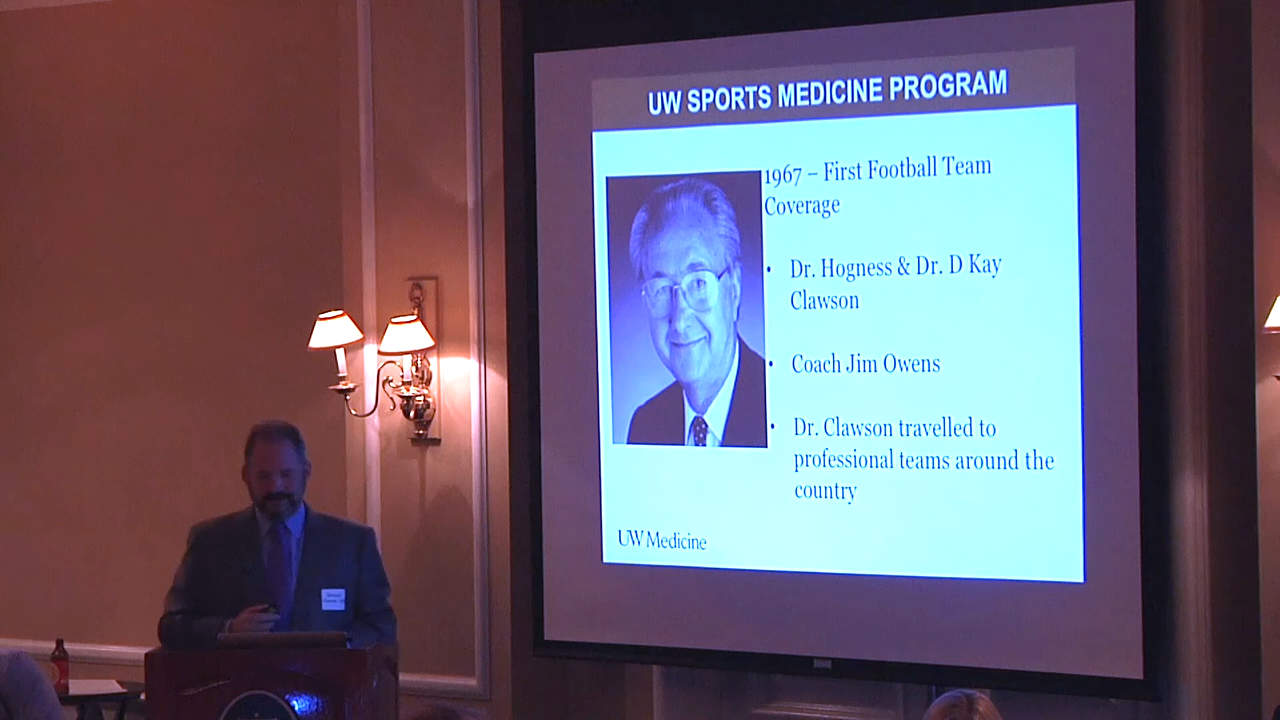 UW SPORTS MEDICINE PROGRAM
1967 – First Football Team
Coverage
• Dr. Hogness & Dr. D Kay
Clawson
• Coach Jim Owens
• Dr. Clawson travelled to
professional teams around the
country
UW Medicine